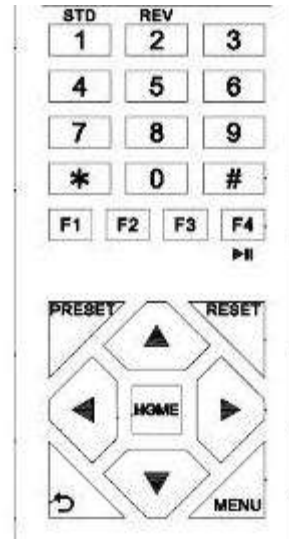 STD REV
1 2 3
4 5 6
7 8 9
* 0 #
F1 F2 F3 F4
PRESET RESET
HOME
MENU